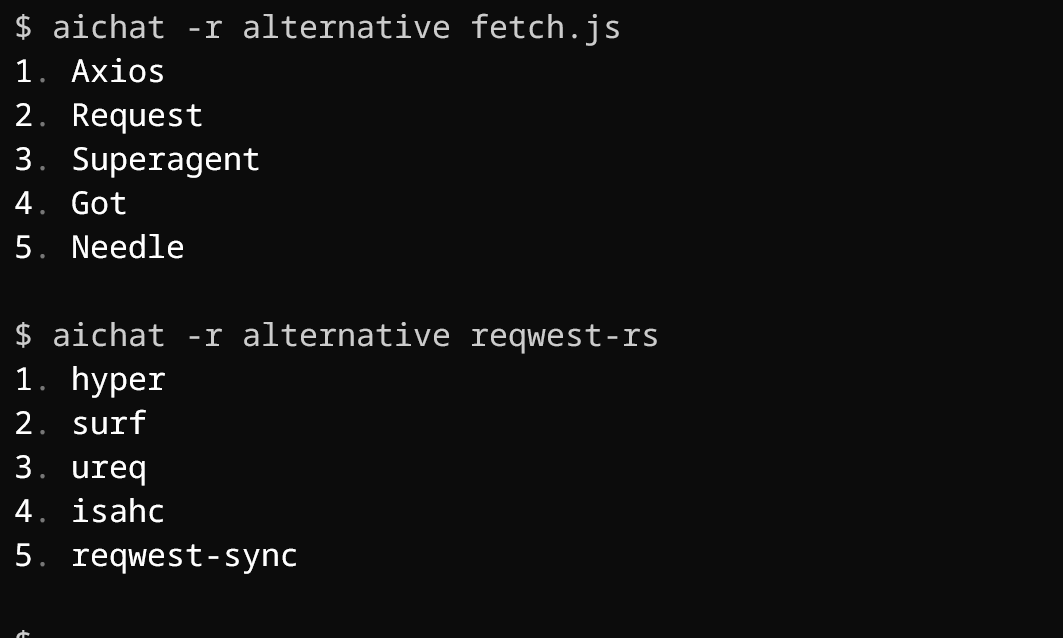 $ aichat -r alternative fetch.js
1. Axios
2. Request
3. Superagent
4. Got
5. Needle
$ aichat -r alternative reqwest-rs
1. hyper
2. surf
3. ureq
4. isahc
5. reqwest-sync
$